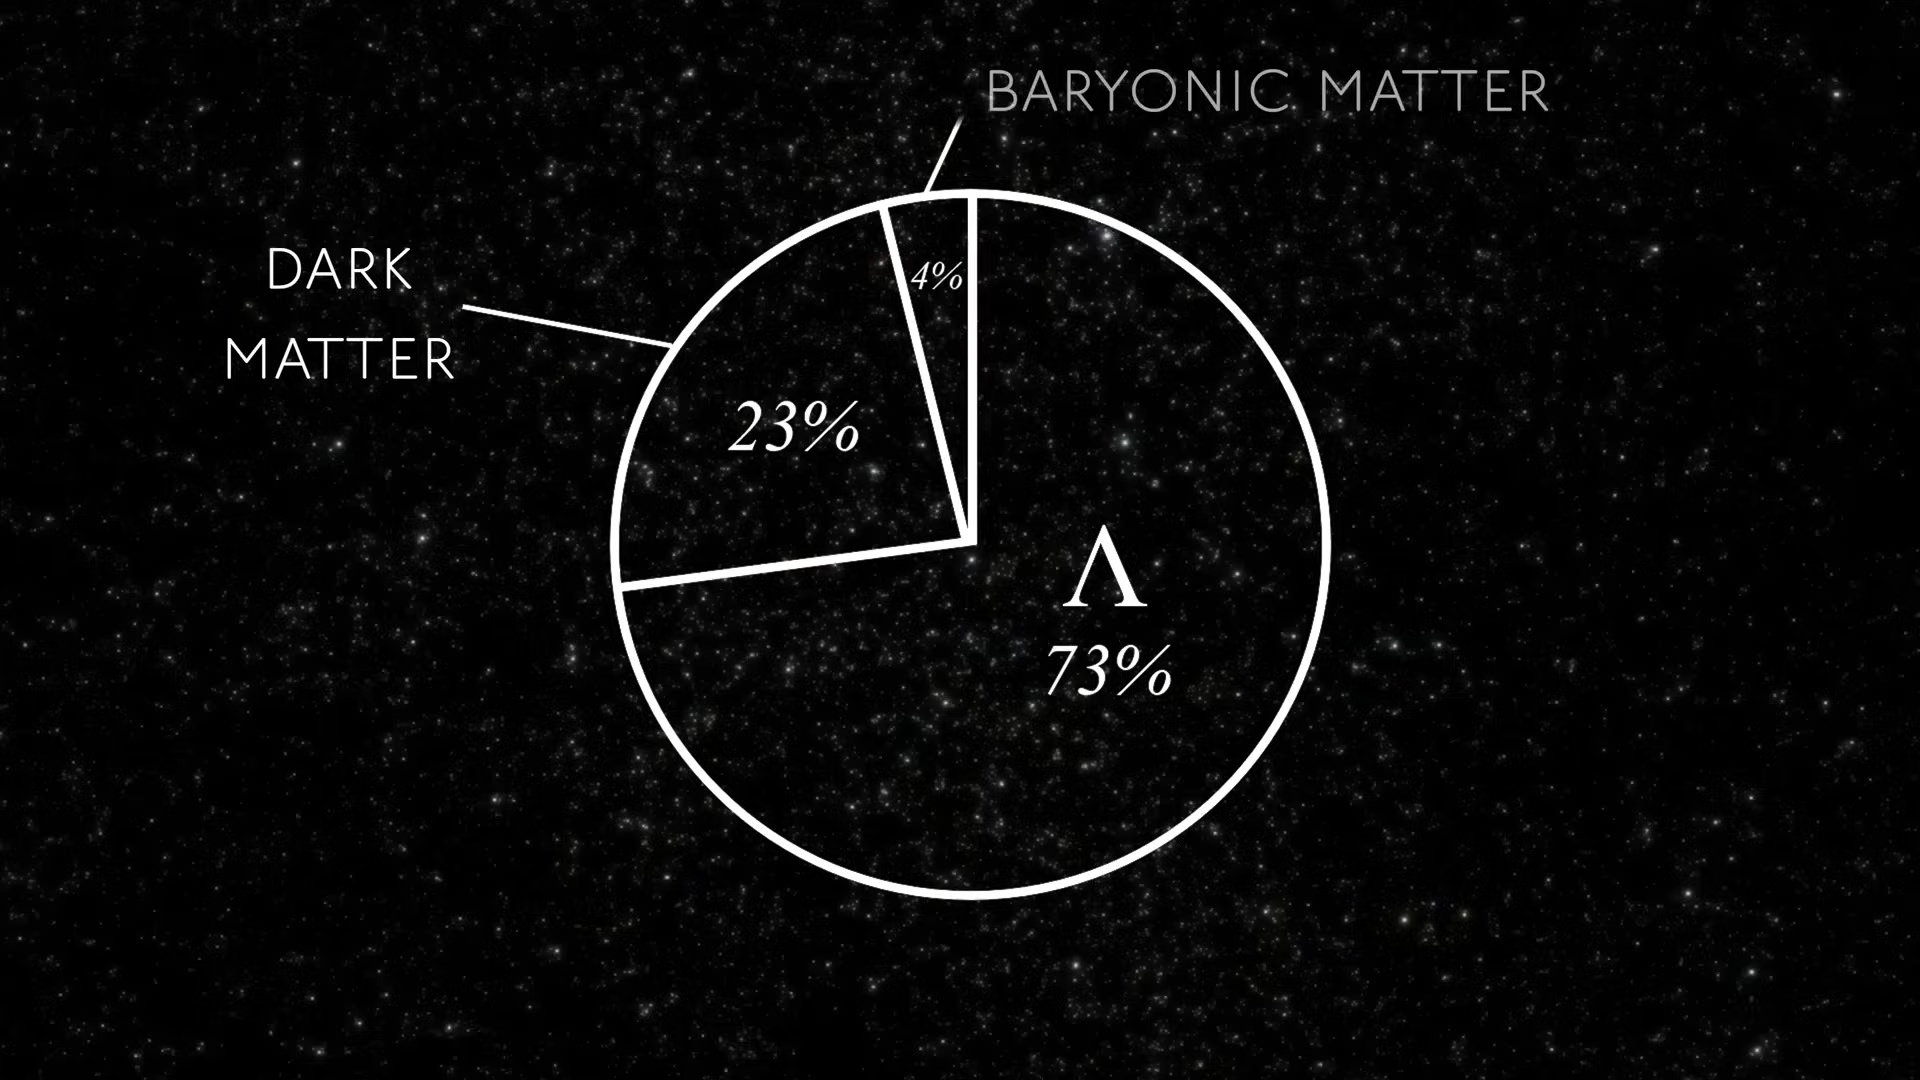 BARYONIC MATTER
DARK
MATTER
4%
23%
Λ
73%